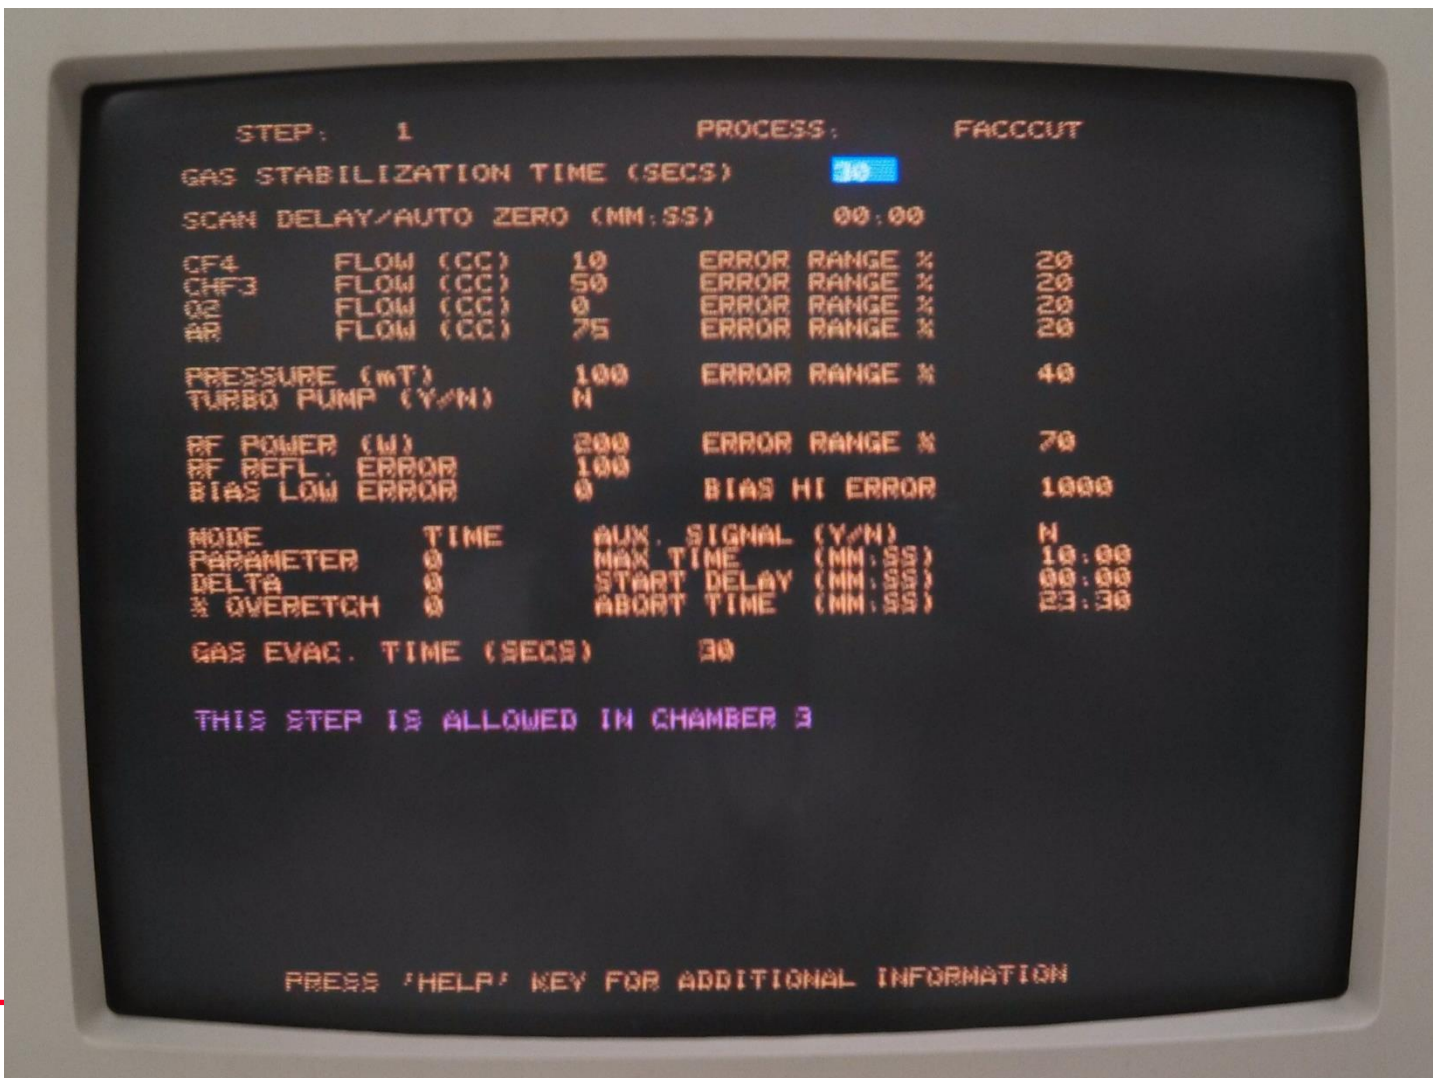 STEP: 1 PROCESS: FACCCUT
GAS STABILIZATION TIME (SECS) 30
SCAN DELAY/AUTO ZERO (MM:SS) 00:00
CF4 FLOW (CC) 10 ERROR RANGE % 20
CHF3 FLOW (CC) 50 ERROR RANGE % 20
O2 FLOW (CC) 0 ERROR RANGE % 20
AR FLOW (CC) 75 ERROR RANGE % 20
PRESSURE (mT) 100 ERROR RANGE % 40
TURBO PUMP (Y/N) N
RF POWER (W) 200 ERROR RANGE % 70
RF REFL. ERROR 100
BIAS LOW ERROR 0 BIAS HI ERROR 1000
MODE TIME AUX. SIGNAL (Y/N) N
PARAMETER 0 MAX TIME (MM:SS) 10:00
DELTA 0 START DELAY (MM:SS) 00:00
% OVERETCH 0 ABORT TIME (MM:SS) 23:30
GAS EVAC. TIME (SECS) 30
THIS STEP IS ALLOWED IN CHAMBER 3
PRESS 'HELP' KEY FOR ADDITIONAL INFORMATION